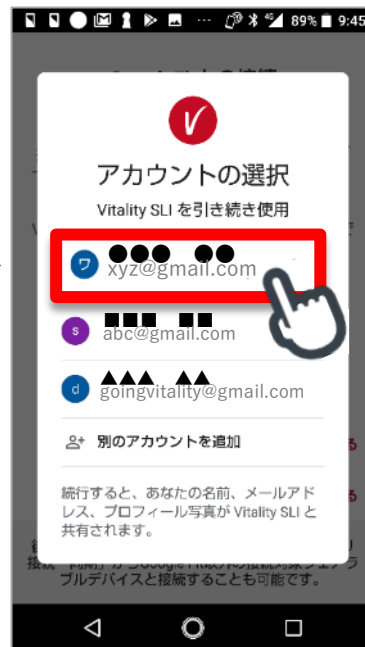 89% 9:45
アカウントの選択
Vitality SLI を引き続き使用
ワ
●●● ●●
xyz@gmail.com
s
■■■ ■■
abc@gmail.com
d
▲▲▲ ▲▲
goingvitality@gmail.com
別のアカウントを追加
続行すると、あなたの名前、メールアド
レス、プロフィール写真が Vitality SLI と
共有されます。
ブルデバイスと接続することも可能です。